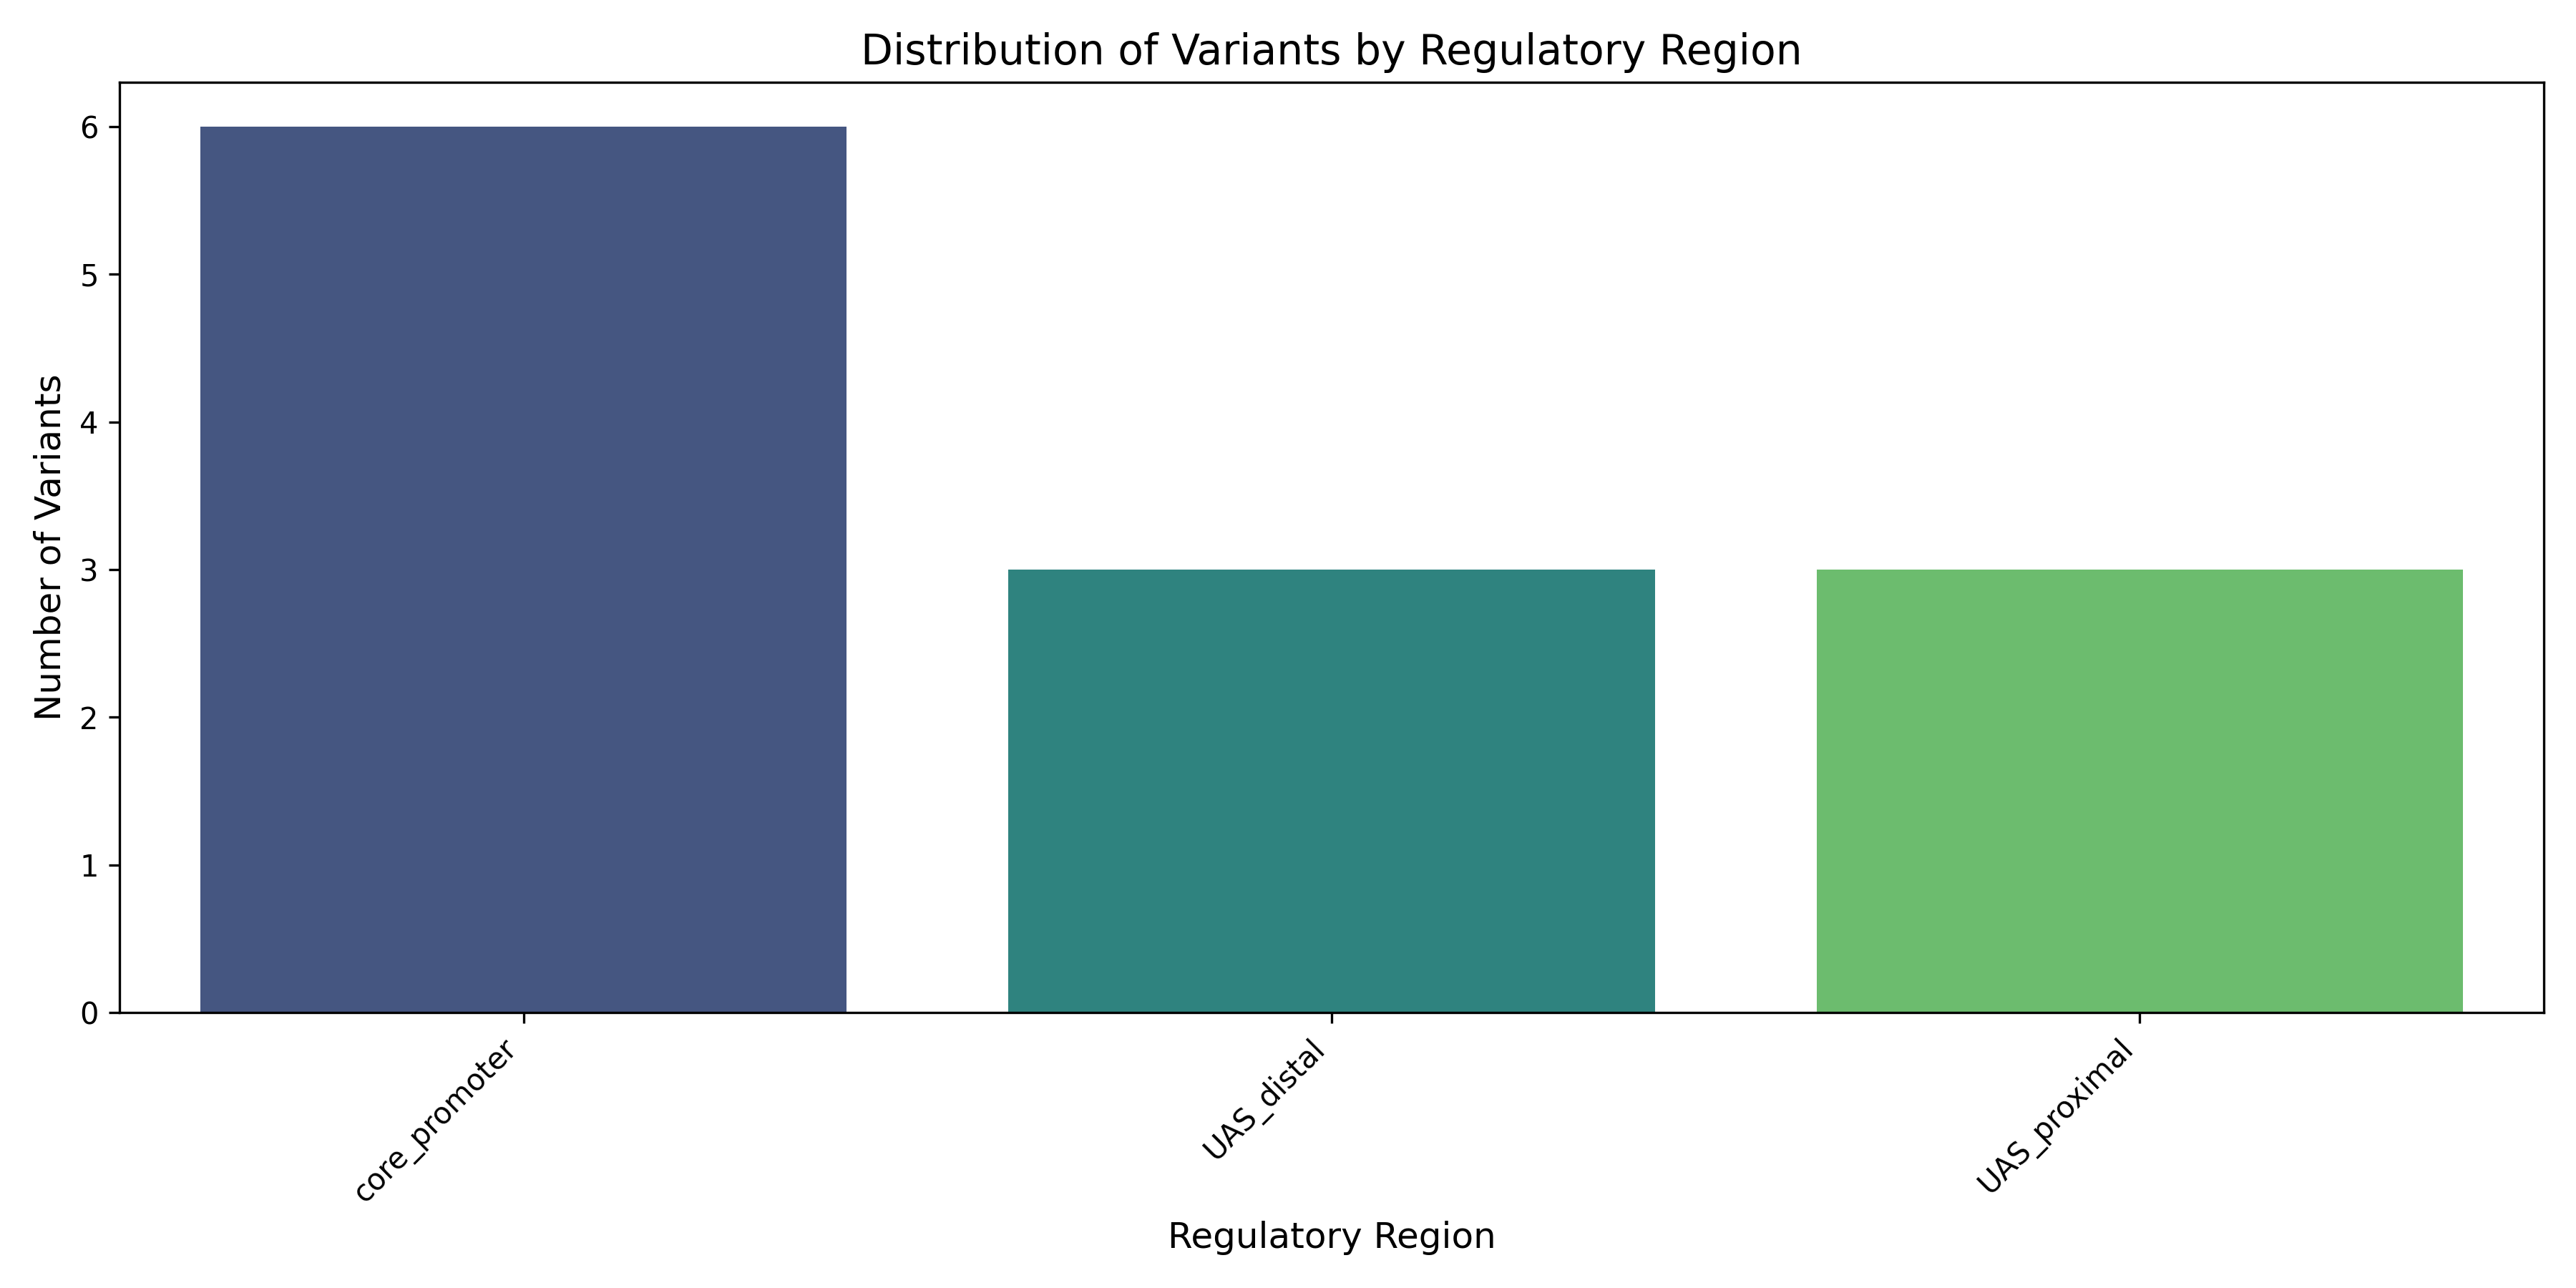 Distribution of Variants by Regulatory Region
Number of Variants
6
5
4
3
2
1
0
core_promoter
UAS_distal
UAS_proximal
Regulatory Region